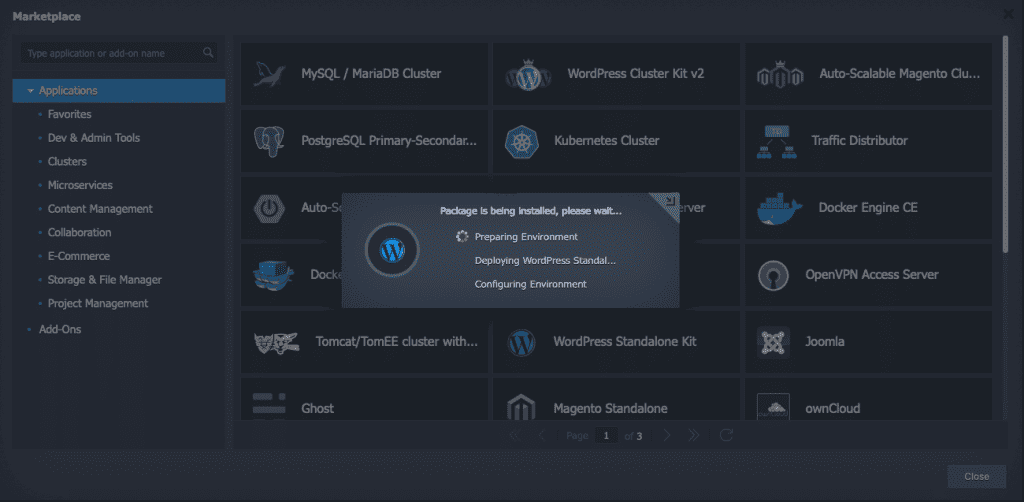 Marketplace
Type application or add-on name
Applications
Favorites
Dev & Admin Tools
Clusters
Microservices
Content Management
Collaboration
E-Commerce
Storage & File Manager
Project Management
Add-Ons
MySQL / MariaDB Cluster
WordPress Cluster Kit v2
Auto-Scalable Magento Clu...
PostgreSQL Primary-Secondar...
Kubernetes Cluster
TD
Traffic Distributor
Auto-S
rver
Docker Engine CE
Package is being installed, please wait...
Preparing Environment
Deploying WordPress Standal...
Configuring Environment
Docke
OpenVPN Access Server
Tomcat/TomEE cluster with...
WordPress Standalone Kit
Joomla
Ghost
Magento Standalone
ownCloud
Page 1 of 3
Close